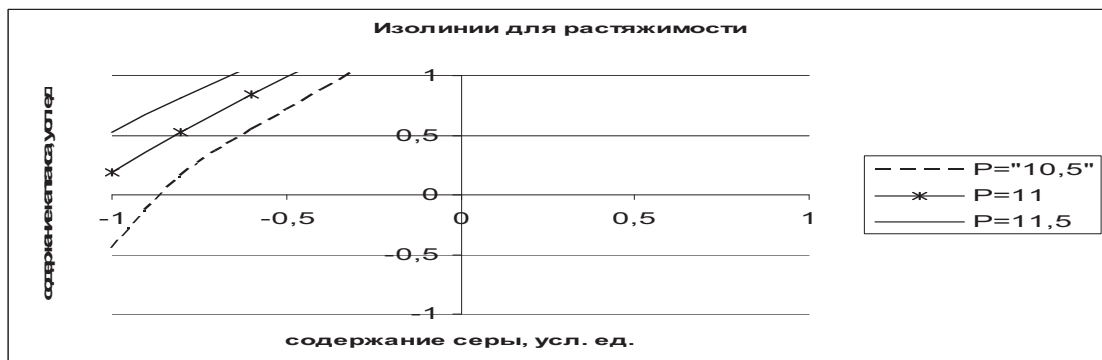 Изолинии для растяжимости
1
0,5
0
-1
-0,5
0
0,5
1
-0,5
-1
содержание серы, усл. ед.
P="10,5"
P=11
P=11,5